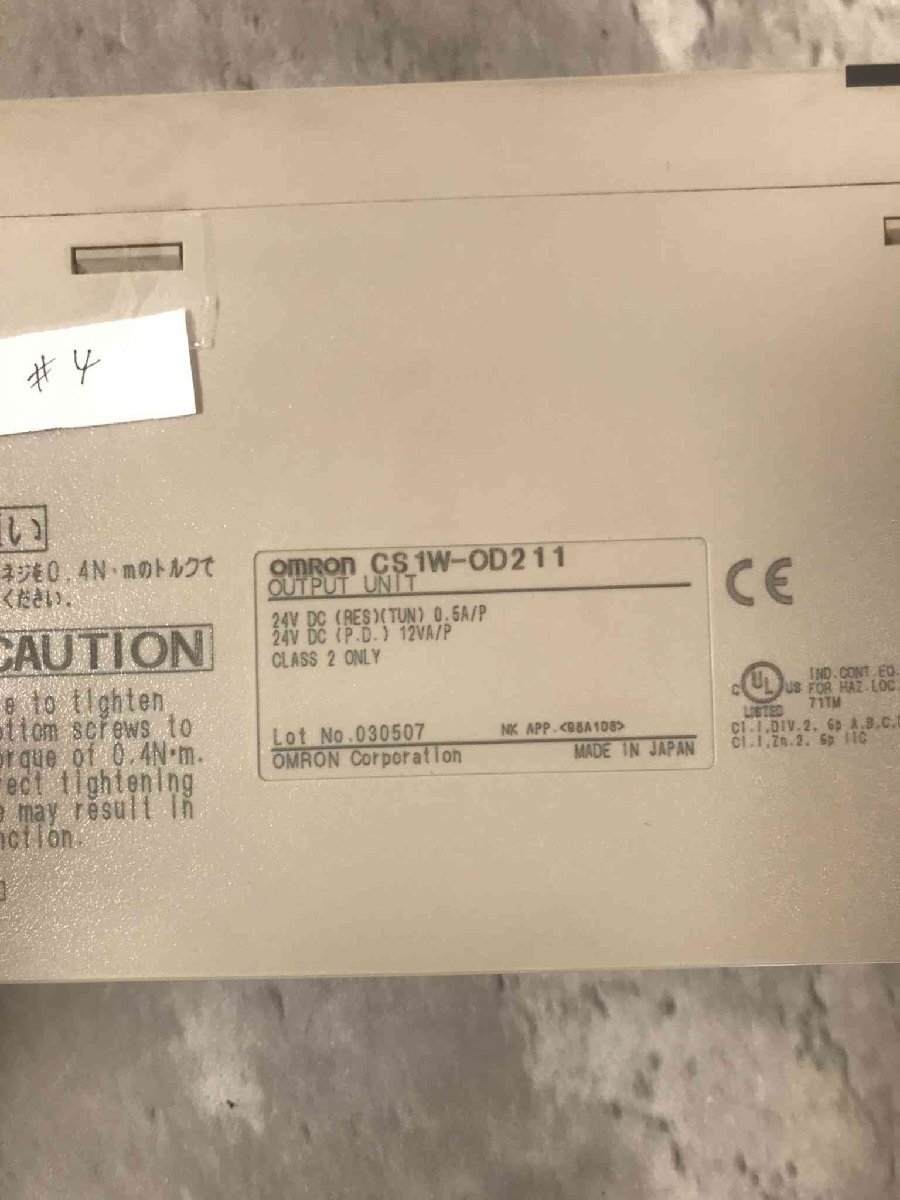 # 4
い
ネジを0.4N·mのトルクで
ください.
CAUTION
e to tighten
ottom screws to
orque of 0.4N·m.
rect tightening
e may result in
nction.
OMRON CS1W-OD211
OUTPUT UNIT
24V DC (RES)(TUN) 0.5A/P
24V DC (P.D.) 12VA/P
CLASS 2 ONLY
Lot No.030507 NK APP.<98A108>
OMRON Corporation MADE IN JAPAN
CE
C UL US LISTED
IND.CONT.EQ.
FOR HAZ.LOC.
71TM
Cl.I,DIV.2. Gp A.B.C.
Cl.I,Zn.2. Gp IIC